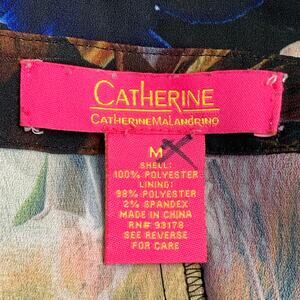 CATHERINE
CATHERINE MALANDRINO
M
SHELL:
100% POLYESTER
LINING:
98% POLYESTER
2% SPANDEX
MADE IN CHINA
RN# 93178
SEE REVERSE
FOR CARE